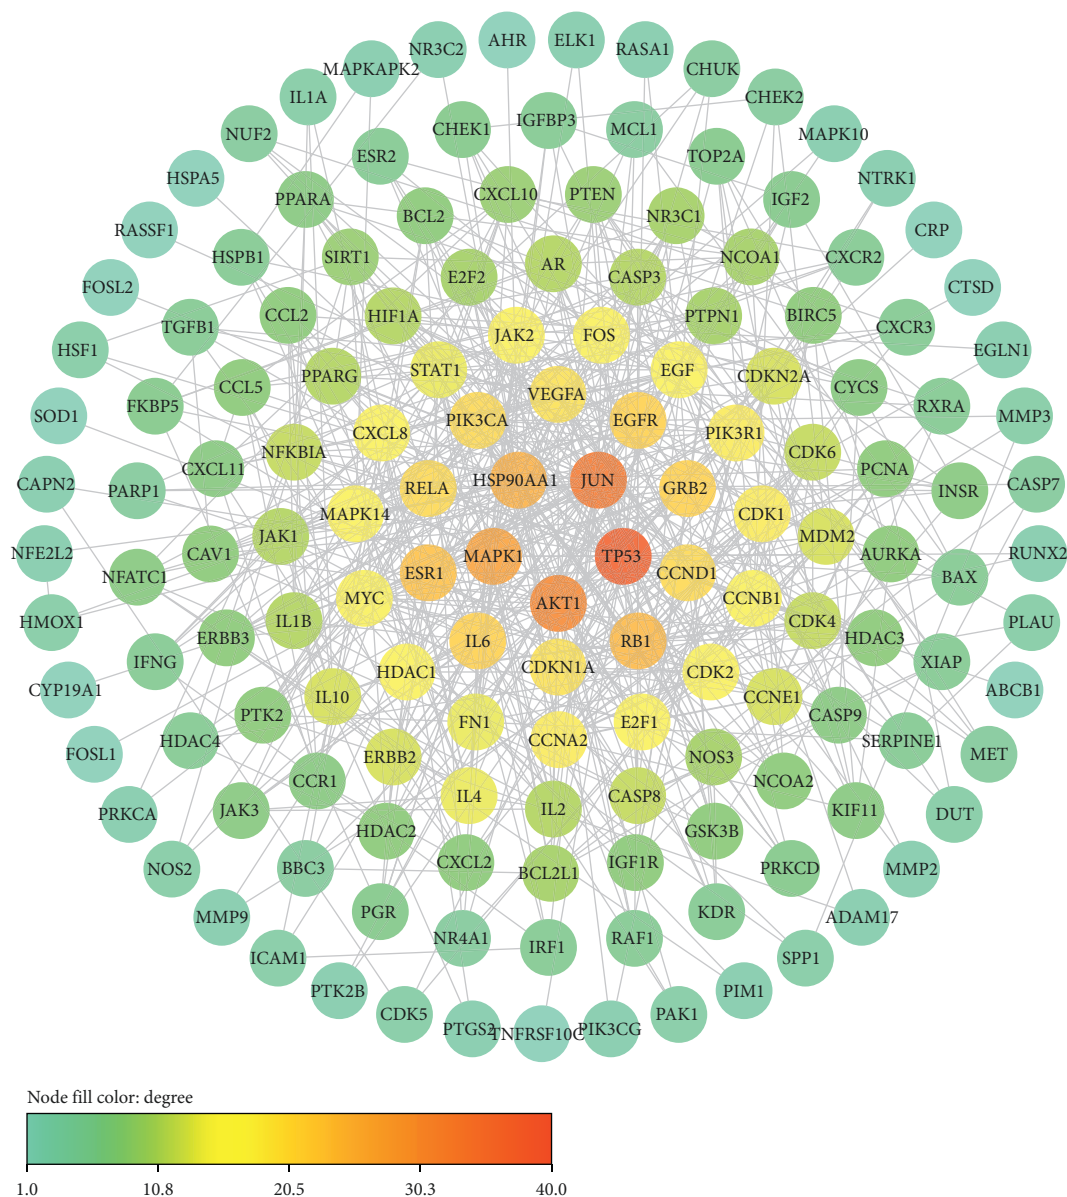 AHR
ELK1
NR3C2
RASA1
MAPKAPK2
CHUK
IL1A
CHEK2
IGFBP3
CHEK1
MCL1
NUF2
MAPK10
ESR2
TOP2A
HSPA5
NTRK1
PPARA
CXCL10
PTEN
IGF2
BCL2
NR3C1
RASSF1
CRP
HSPB1
SIRT1
AR
NCOA1
CXCR2
E2F2
CASP3
FOSL2
CTSD
TGFB1
CCL2
HIF1A
PTPN1
BIRC5
CXCR3
JAK2
FOS
HSF1
EGLN1
STAT1
EGF
PPARG
CDKN2A
CCL5
CYCS
VEGFA
FKBP5
RXRA
SOD1
MMP3
PIK3CA
EGFR
CXCL8
PIK3R1
NFKBIA
CDK6
CXCL11
PCNA
HSP90AA1
JUN
CAPN2
CASP7
RELA
GRB2
PARP1
INSR
MAPK14
CDK1
JAK1
MDM2
NFE2L2
CAV1
MAPK1
TP53
AURKA
RUNX2
ESR1
CCND1
NFATC1
BAX
MYC
CCNB1
AKT1
HMOX1
IL1B
CDK4
PLAU
ERBB3
HDAC3
IL6
RB1
IFNG
CDKN1A
XIAP
HDAC1
CDK2
CYP19A1
ABCB1
IL10
CCNE1
PTK2
CASP9
FN1
E2F1
HDAC4
CCNA2
SERPINE1
FOSL1
MET
ERBB2
NOS3
CCR1
NCOA2
IL4
CASP8
JAK3
IL2
KIF11
PRKCA
DUT
HDAC2
GSK3B
CXCL2
IGF1R
NOS2
BBC3
BCL2L1
PRKCD
MMP2
PGR
KDR
MMP9
ADAM17
NR4A1
RAF1
IRF1
ICAM1
SPP1
PTK2B
PIM1
CDK5
PAK1
PTGS2
TNFRSF10C
PIK3CG
Node fill color: degree
1.0 10.8 20.5 30.3 40.0